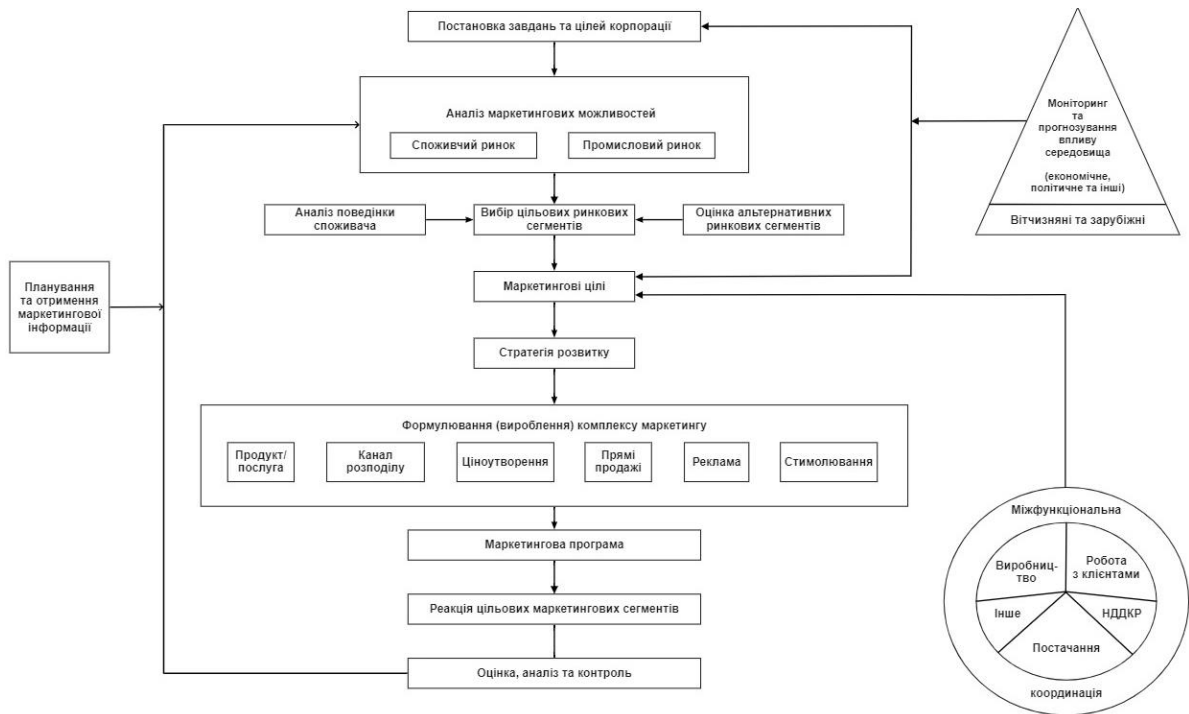 Постановка завдань та цілей корпорації
Аналіз маркетингових можливостей
Споживчий ринок
Промисловий ринок
Моніторинг
та
прогнозування
впливу
середовища
(економічне,
політичне та інші)
Вітчизняні та зарубіжні
Аналіз поведінки
споживача
Вибір цільових ринкових
сегментів
Оцінка альтернативних
ринкових сегментів
Планування
та отримення
маркетингової
інформації
Маркетингові цілі
Стратегія розвитку
Формулювання (вироблення) комплексу маркетингу
Продукт/
послуга
Канал
розподілу
Ціноутворення
Прямі
продажі
Реклама
Стимолювання
Маркетингова програма
Реакція цільових маркетингових сегментів
Оцінка, аналіз та контроль
Міжфункціональна
Виробниц-
тво
Робота
з клієнтами
Інше
НДДКР
Постачання
координація